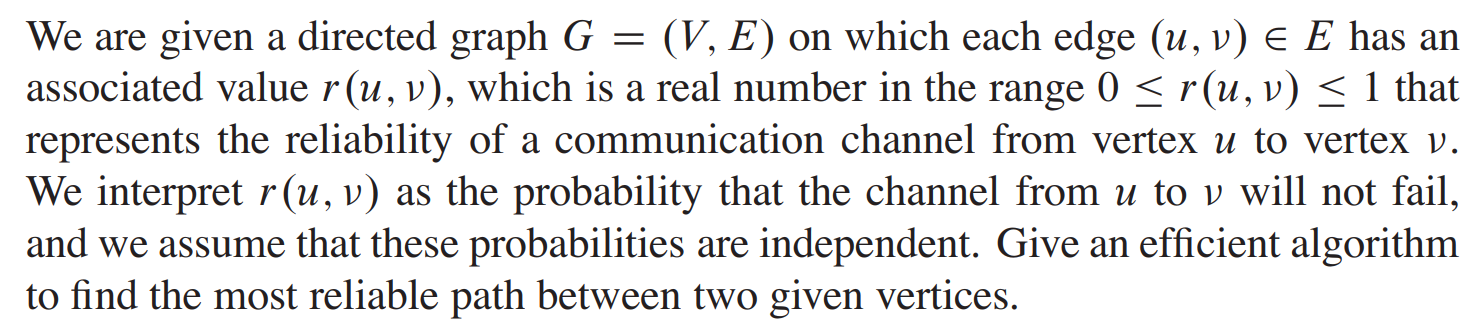 We are given a directed graph G = (V, E) on which each edge (u, v) ∈ E has an
associated value r(u, v), which is a real number in the range 0 ≤ r(u, v) ≤ 1 that
represents the reliability of a communication channel from vertex u to vertex v.
We interpret r(u, v) as the probability that the channel from u to v will not fail,
and we assume that these probabilities are independent. Give an efficient algorithm
to find the most reliable path between two given vertices.